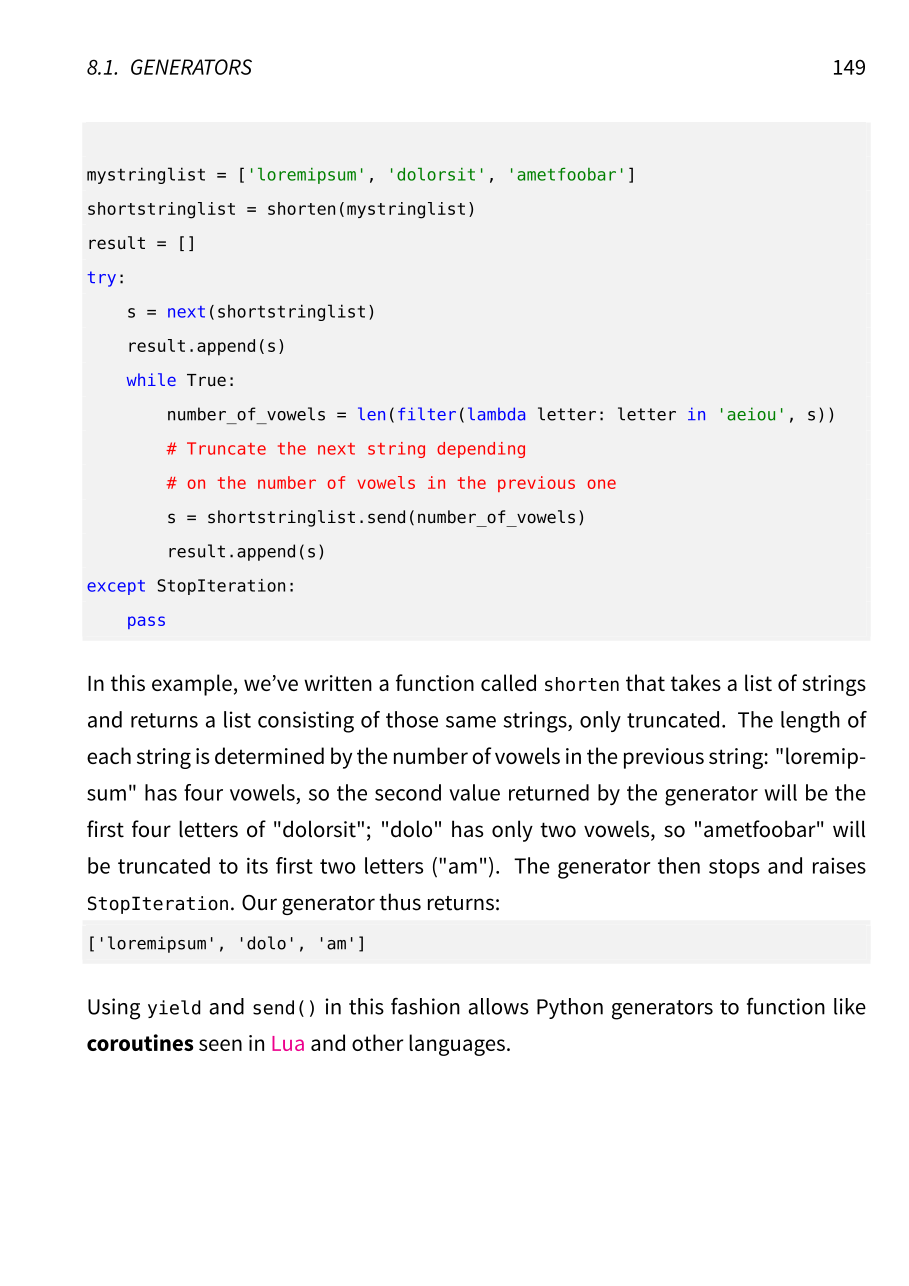 8.1. GENERATORS 149
mystringlist = ['loremipsum', 'dolorsit', 'ametfoobar']
shortstringlist = shorten(mystringlist)
result = []
try:
    s = next(shortstringlist)
    result.append(s)
    while True:
        number_of_vowels = len(filter(lambda letter: letter in 'aeiou', s))
        # Truncate the next string depending
        # on the number of vowels in the previous one
        s = shortstringlist.send(number_of_vowels)
        result.append(s)
except StopIteration:
    pass
In this example, we’ve written a function called shorten that takes a list of strings
and returns a list consisting of those same strings, only truncated. The length of
each string is determined by the number of vowels in the previous string: "loremip-
sum" has four vowels, so the second value returned by the generator will be the
first four letters of "dolorsit"; "dolo" has only two vowels, so "ametfoobar" will
be truncated to its first two letters ("am"). The generator then stops and raises
StopIteration. Our generator thus returns:
['loremipsum', 'dolo', 'am']
Using yield and send() in this fashion allows Python generators to function like
coroutines seen in Lua and other languages.